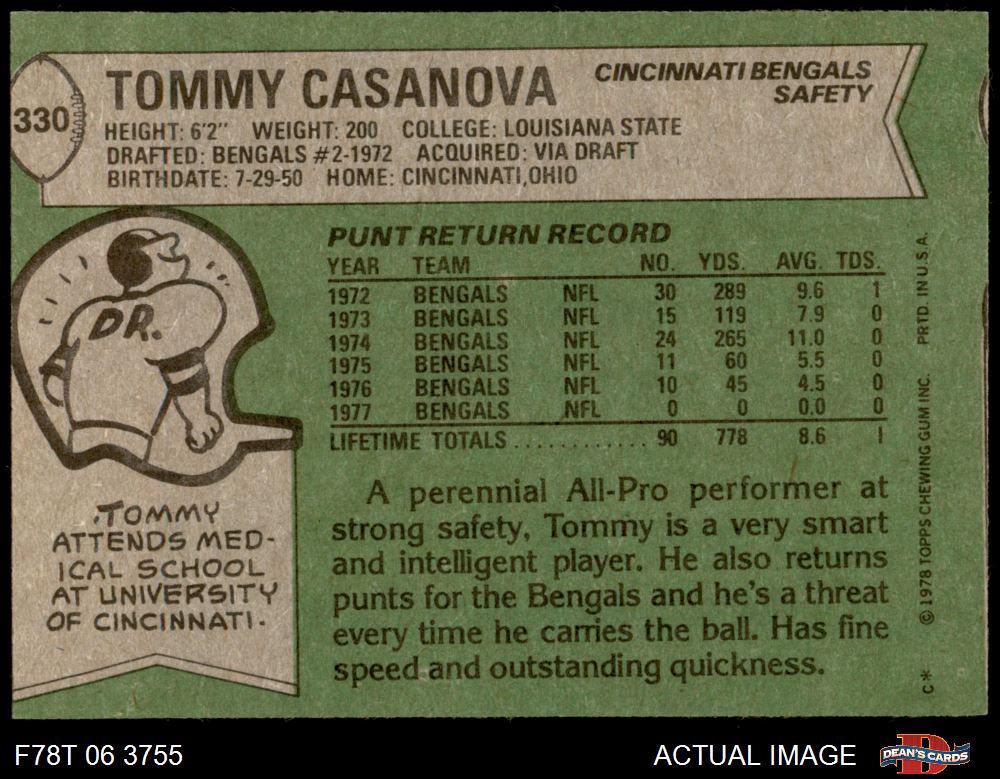 330
TOMMY CASANOVA
CINCINNATI BENGALS
SAFETY
HEIGHT: 6'2" WEIGHT: 200 COLLEGE: LOUISIANA STATE
DRAFTED: BENGALS #2-1972 ACQUIRED: VIA DRAFT
BIRTHDATE: 7-29-50 HOME: CINCINNATI, OHIO
DR.
TOMMY
ATTENDS MED-
ICAL SCHOOL
AT UNIVERSITY
OF CINCINNATI.
PUNT RETURN RECORD
YEAR TEAM NO. YDS. AVG. TDS.
1972 BENGALS NFL 30 289 9.6 1
1973 BENGALS NFL 15 119 7.9 0
1974 BENGALS NFL 24 265 11.0 0
1975 BENGALS NFL 11 60 5.5 0
1976 BENGALS NFL 10 45 4.5 0
1977 BENGALS NFL 0 0 0.0 0
LIFETIME TOTALS ............ 90 778 8.6 1
A perennial All-Pro performer at
strong safety, Tommy is a very smart
and intelligent player. He also returns
punts for the Bengals and he's a threat
every time he carries the ball. Has fine
speed and outstanding quickness.
C* © 1978 TOPPS CHEWING GUM INC. PRTD. IN U.S.A.
F78T 06 3755
ACTUAL IMAGE
DEAN'S CARDS